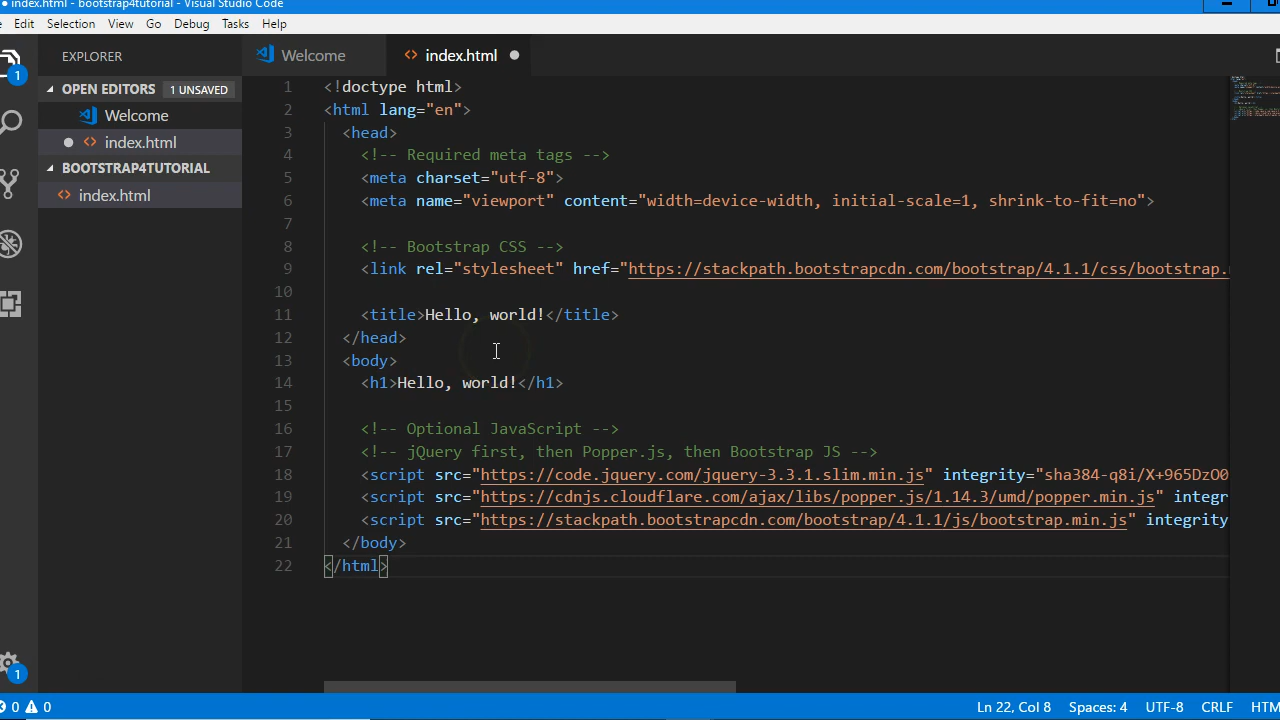 index.html - bootstrap4tutorial - Visual Studio Code
Edit Selection View Go Debug Tasks Help
EXPLORER
OPEN EDITORS 1 UNSAVED
Welcome
index.html
BOOTSTRAP4TUTORIAL
index.html
1
1
Welcome index.html
1 <!doctype html>
2 <html lang="en">
3 <head>
4 <!-- Required meta tags -->
5 <meta charset="utf-8">
6 <meta name="viewport" content="width=device-width, initial-scale=1, shrink-to-fit=no">
7
8 <!-- Bootstrap CSS -->
9 <link rel="stylesheet" href="https://stackpath.bootstrapcdn.com/bootstrap/4.1.1/css/bootstrap.
10
11 <title>Hello, world!</title>
12 </head>
13 <body>
14 <h1>Hello, world!</h1>
15
16 <!-- Optional JavaScript -->
17 <!-- jQuery first, then Popper.js, then Bootstrap JS -->
18 <script src="https://code.jquery.com/jquery-3.3.1.slim.min.js" integrity="sha384-q8i/X+965DzO0
19 <script src="https://cdnjs.cloudflare.com/ajax/libs/popper.js/1.14.3/umd/popper.min.js" integr
20 <script src="https://stackpath.bootstrapcdn.com/bootstrap/4.1.1/js/bootstrap.min.js" integrity
21 </body>
22 </html>
0 0 Ln 22, Col 8 Spaces: 4 UTF-8 CRLF HTM